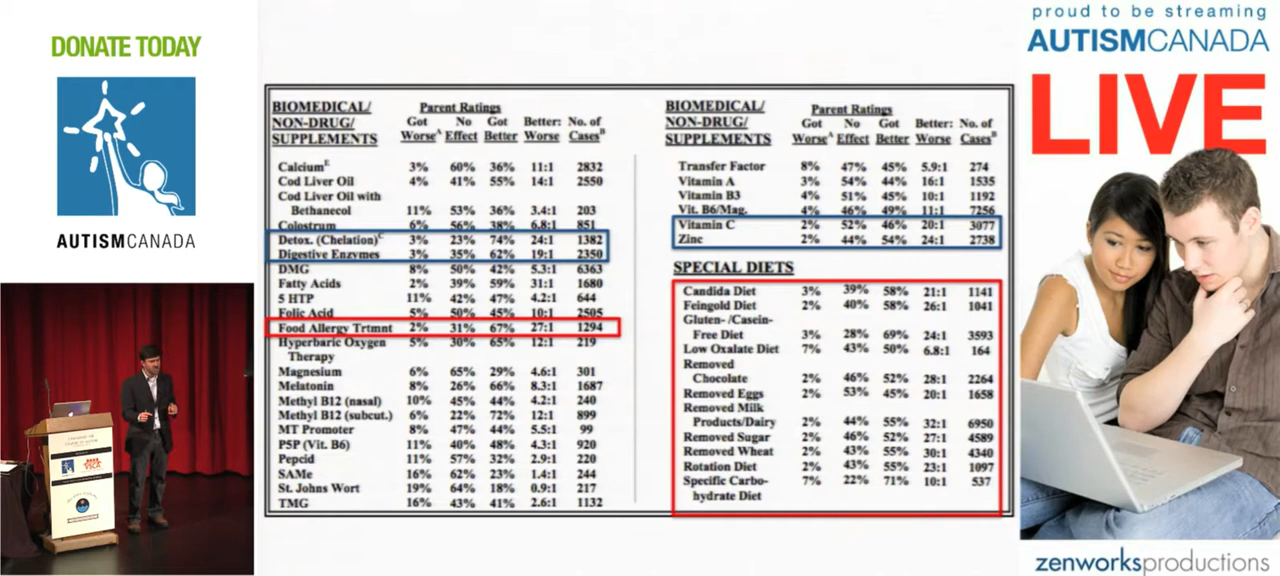 DONATE TODAY
AUTISMCANADA
BIOMEDICAL/
NON-DRUG/
SUPPLEMENTS
Parent Ratings
Got No Got Better: No. of
Worse^A Effect Better Worse Cases^B
Calcium^E 3% 60% 36% 11:1 2832
Cod Liver Oil 4% 41% 55% 14:1 2550
Cod Liver Oil with
Bethanecol 11% 53% 36% 3.4:1 203
Colostrum 6% 56% 38% 6.8:1 851
Detox. (Chelation)^C 3% 23% 74% 24:1 1382
Digestive Enzymes 3% 35% 62% 19:1 2350
DMG 8% 50% 42% 5.3:1 6363
Fatty Acids 2% 39% 59% 31:1 1680
5 HTP 11% 42% 47% 4.2:1 644
Folic Acid 5% 50% 45% 10:1 2505
Food Allergy Trtmnt 2% 31% 67% 27:1 1294
Hyperbaric Oxygen 5% 30% 65% 12:1 219
Therapy
Magnesium 6% 65% 29% 4.6:1 301
Melatonin 8% 26% 66% 8.3:1 1687
Methyl B12 (nasal) 10% 45% 44% 4.2:1 240
Methyl B12 (subcut.) 6% 22% 72% 12:1 899
MT Promoter 8% 47% 44% 5.5:1 99
P5P (Vit. B6) 11% 40% 48% 4.3:1 920
Pepcid 11% 57% 32% 2.9:1 220
SAMe 16% 62% 23% 1.4:1 244
St. Johns Wort 19% 64% 18% 0.9:1 217
TMG 16% 43% 41% 2.6:1 1132
BIOMEDICAL/
NON-DRUG/
SUPPLEMENTS
Parent Ratings
Got No Got Better: No. of
Worse^A Effect Better Worse Cases^B
Transfer Factor 8% 47% 45% 5.9:1 274
Vitamin A 3% 54% 44% 16:1 1535
Vitamin B3 4% 51% 45% 10:1 1192
Vit. B6/Mag. 4% 46% 49% 11:1 7256
Vitamin C 2% 52% 46% 20:1 3077
Zinc 2% 44% 54% 24:1 2738
SPECIAL DIETS
Candida Diet 3% 39% 58% 21:1 1141
Feingold Diet 2% 40% 58% 26:1 1041
Gluten- /Casein-
Free Diet 3% 28% 69% 24:1 3593
Low Oxalate Diet 7% 43% 50% 6.8:1 164
Removed
Chocolate 2% 46% 52% 28:1 2264
Removed Eggs 2% 53% 45% 20:1 1658
Removed Milk
Products/Dairy 2% 44% 55% 32:1 6950
Removed Sugar 2% 46% 52% 27:1 4589
Removed Wheat 2% 43% 55% 30:1 4340
Rotation Diet 2% 43% 55% 23:1 1097
Specific Carbo- 7% 22% 71% 10:1 537
hydrate Diet
proud to be streaming
AUTISMCANADA
LIVE
zenworksproductions